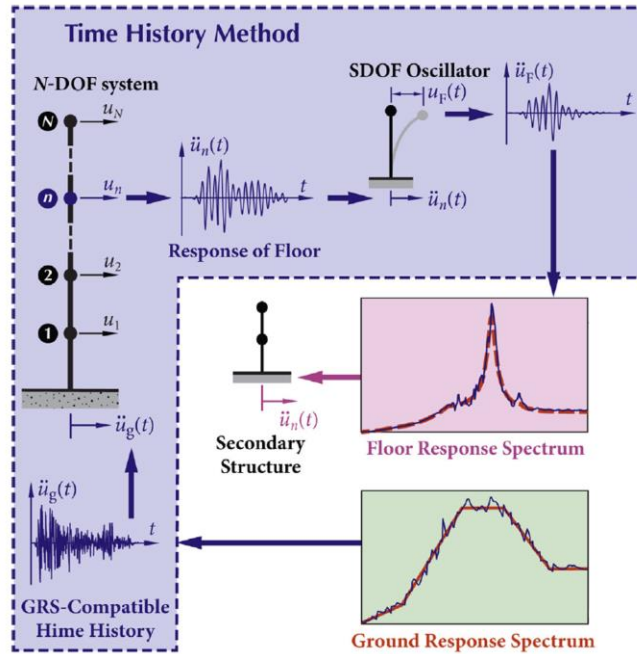 Time History Method
N-DOF system
N
u_N
n
u_n
2
u_2
1
u_1
ü_g(t)
ü_n(t)
t
Response of Floor
SDOF Oscillator
u_F(t)
ü_n(t)
ü_F(t)
t
ü_n(t)
Secondary
Structure
Floor Response Spectrum
ü_g(t)
t
GRS-Compatible
Hime History
Ground Response Spectrum